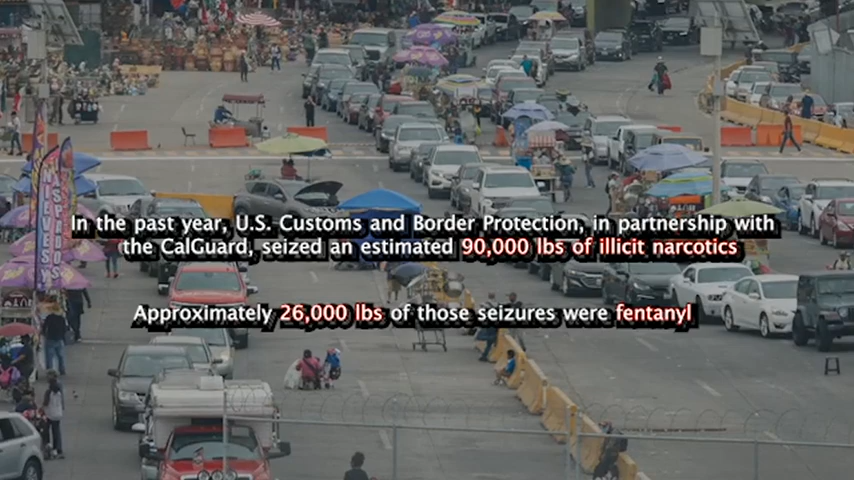 In the past year, U.S. Customs and Border Protection, in partnership with
the CalGuard, seized an estimated 90,000 lbs of illicit narcotics
Approximately 26,000 lbs of those seizures were fentanyl